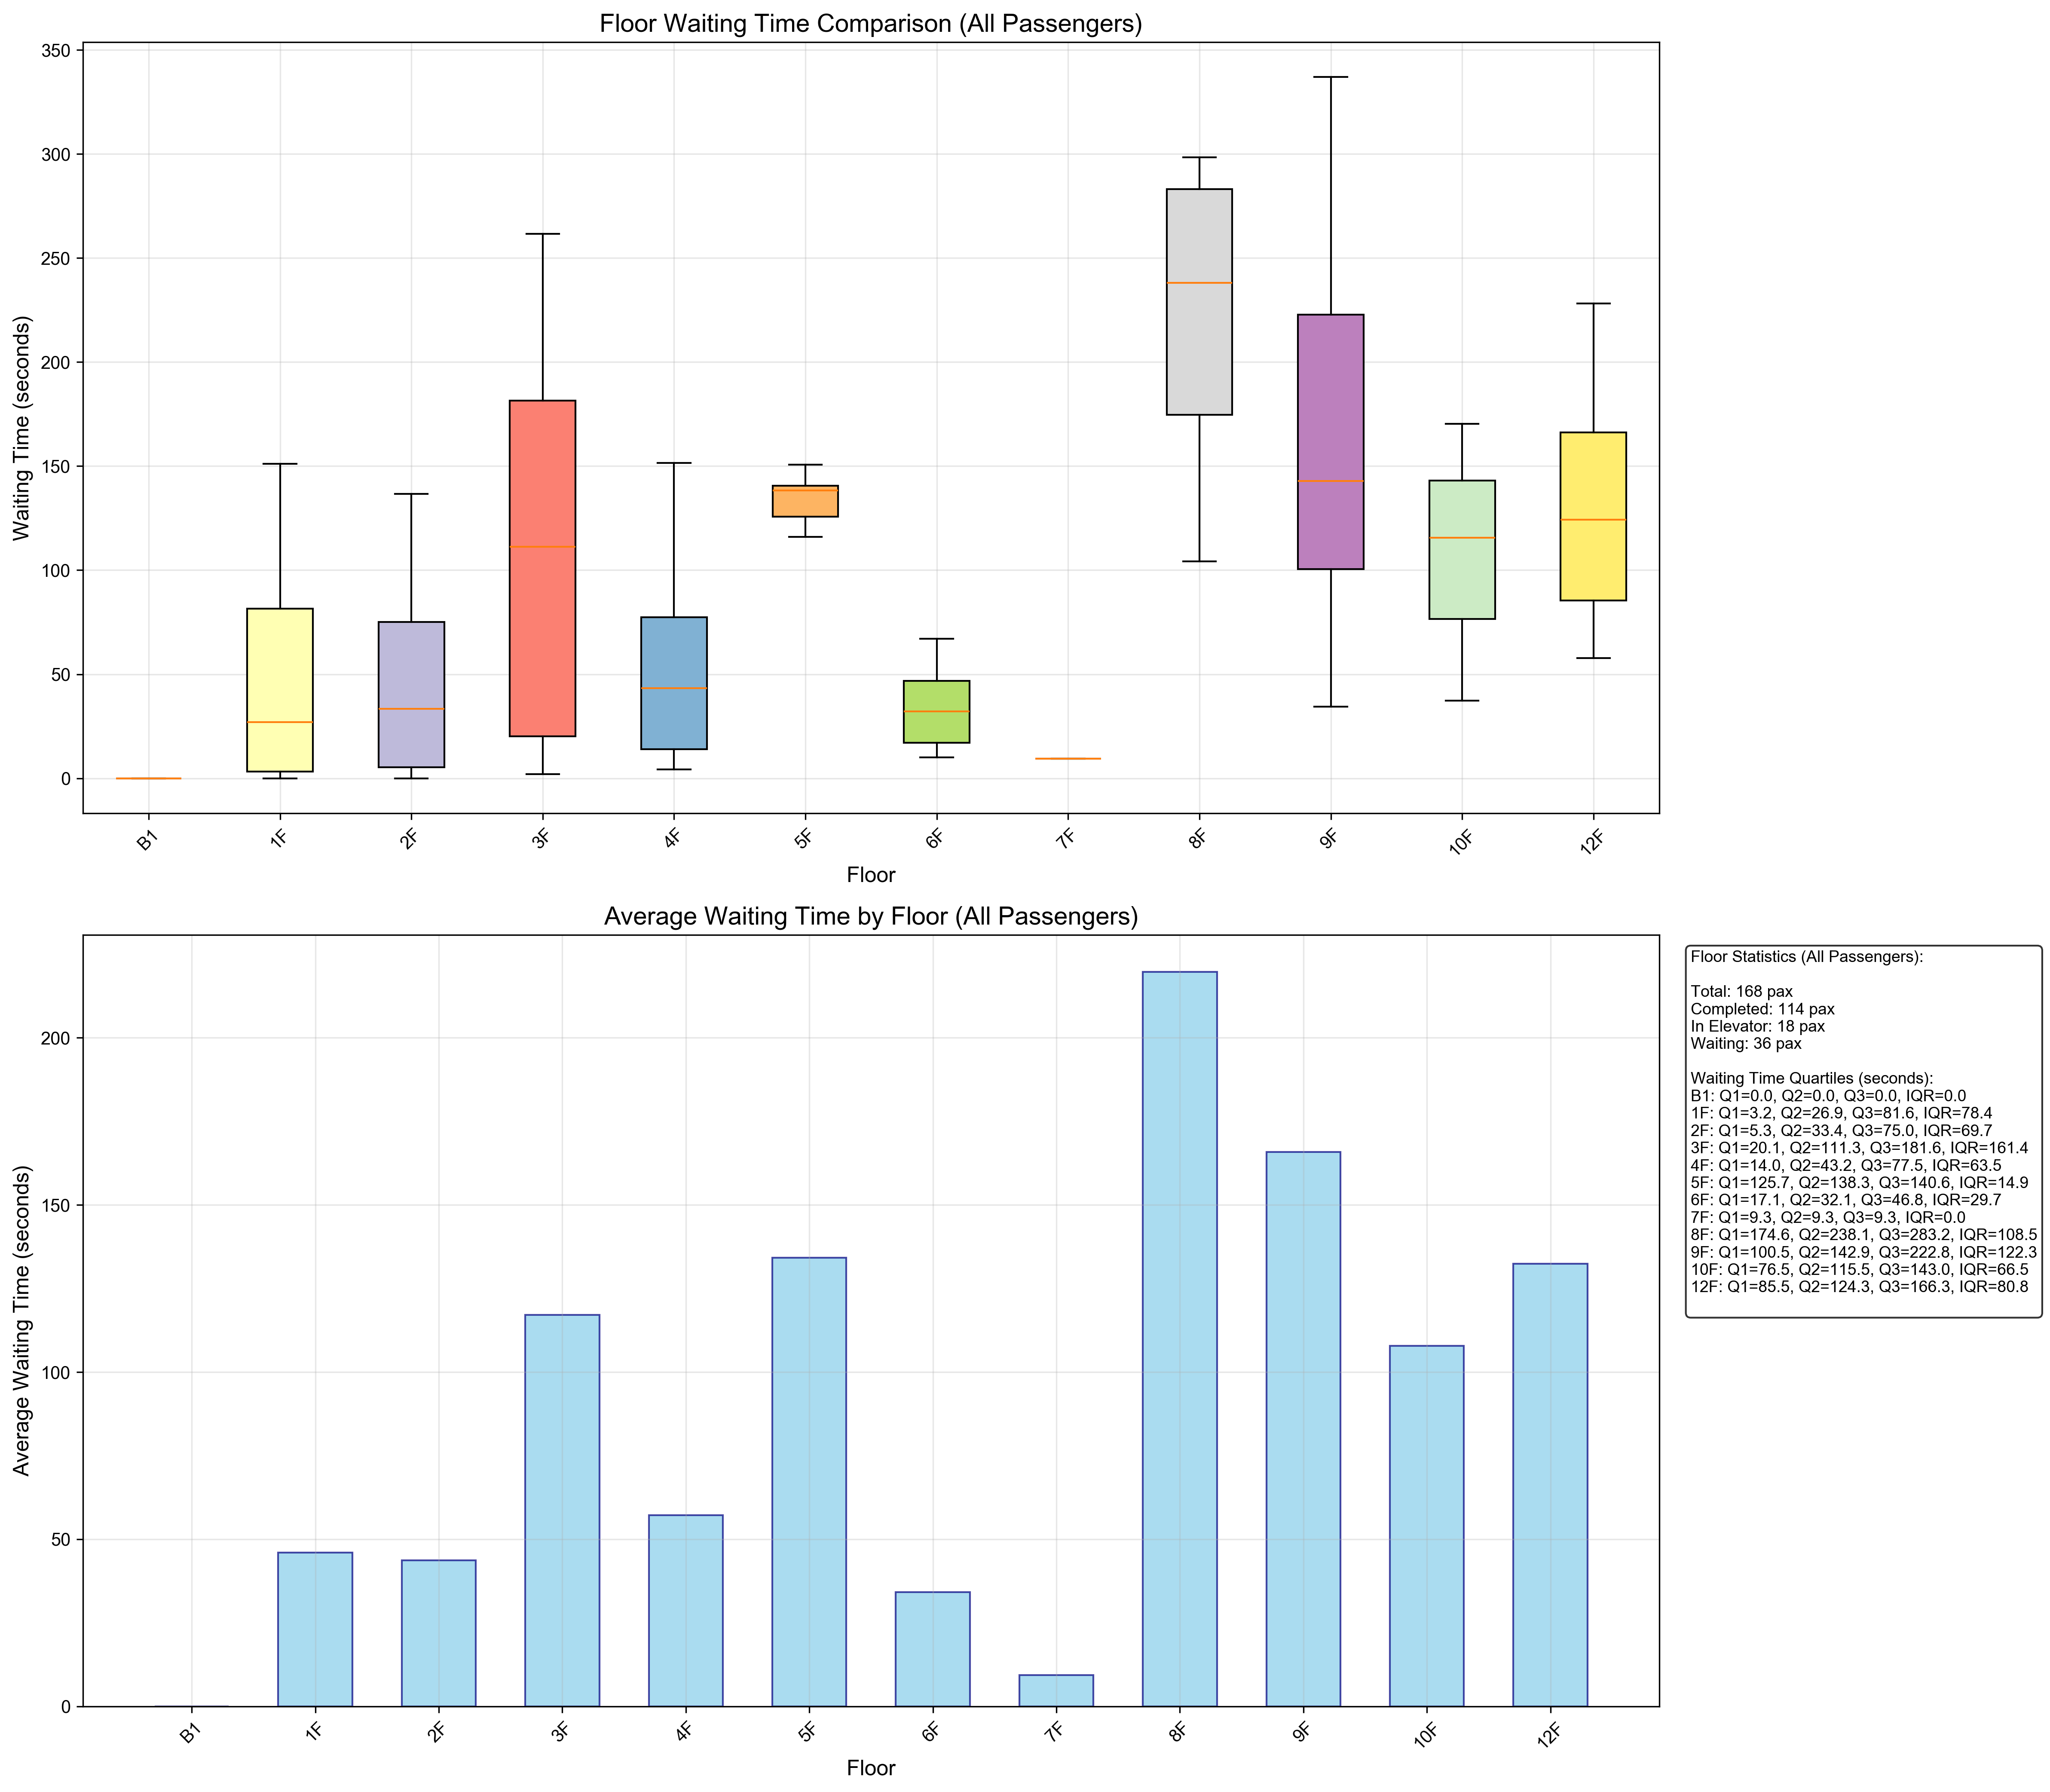 Floor Waiting Time Comparison (All Passengers)
350
300
250
200
150
100
50
0
Waiting Time (seconds)
B1
1F
2F
3F
4F
5F
6F
7F
8F
9F
10F
12F
Floor
Average Waiting Time by Floor (All Passengers)
200
150
100
50
0
Average Waiting Time (seconds)
B1
1F
2F
3F
4F
5F
6F
7F
8F
9F
10F
12F
Floor
Floor Statistics (All Passengers):
Total: 168 pax
Completed: 114 pax
In Elevator: 18 pax
Waiting: 36 pax
Waiting Time Quartiles (seconds):
B1: Q1=0.0, Q2=0.0, Q3=0.0, IQR=0.0
1F: Q1=3.2, Q2=26.9, Q3=81.6, IQR=78.4
2F: Q1=5.3, Q2=33.4, Q3=75.0, IQR=69.7
3F: Q1=20.1, Q2=111.3, Q3=181.6, IQR=161.4
4F: Q1=14.0, Q2=43.2, Q3=77.5, IQR=63.5
5F: Q1=125.7, Q2=138.3, Q3=140.6, IQR=14.9
6F: Q1=17.1, Q2=32.1, Q3=46.8, IQR=29.7
7F: Q1=9.3, Q2=9.3, Q3=9.3, IQR=0.0
8F: Q1=174.6, Q2=238.1, Q3=283.2, IQR=108.5
9F: Q1=100.5, Q2=142.9, Q3=222.8, IQR=122.3
10F: Q1=76.5, Q2=115.5, Q3=143.0, IQR=66.5
12F: Q1=85.5, Q2=124.3, Q3=166.3, IQR=80.8